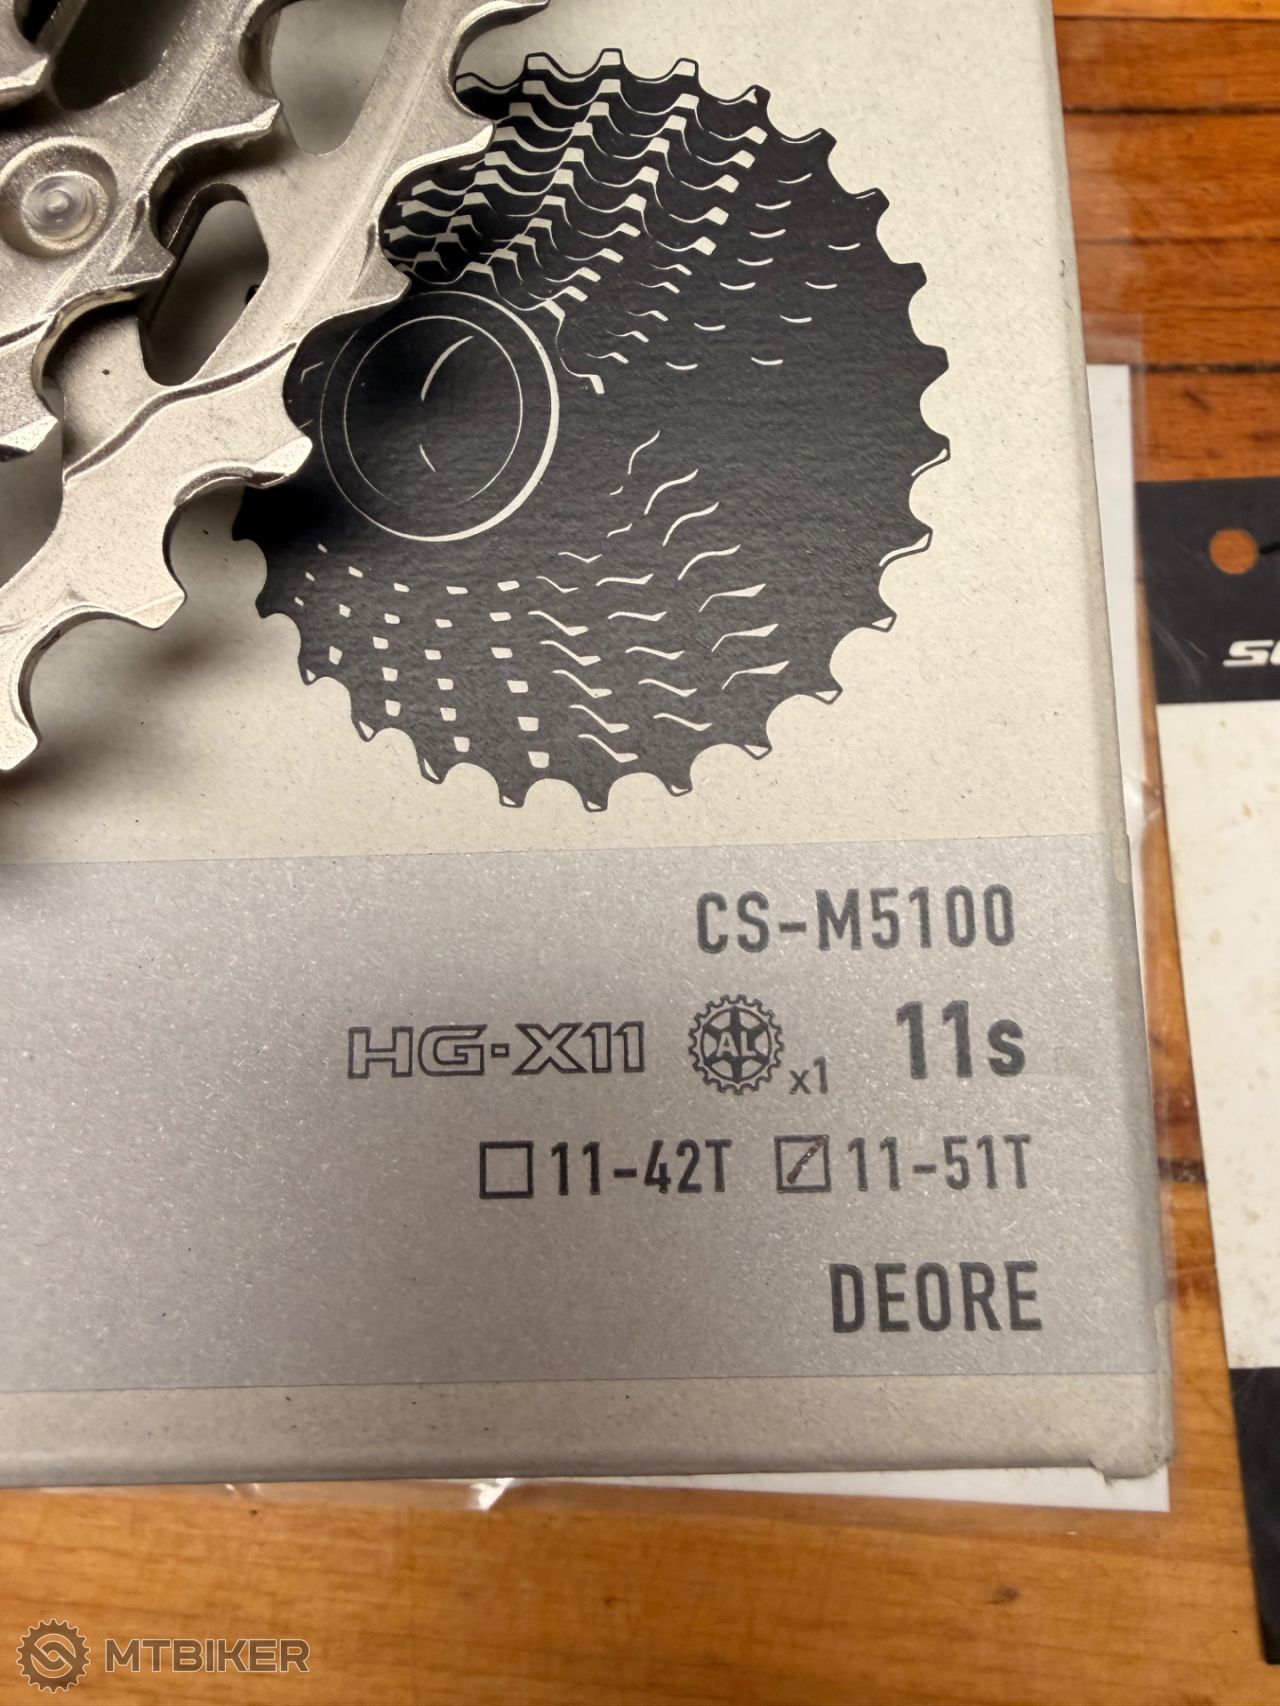 CS-M5100
HG-X11 AL x1 11s
11-42T 11-51T
DEORE
MTBIKER